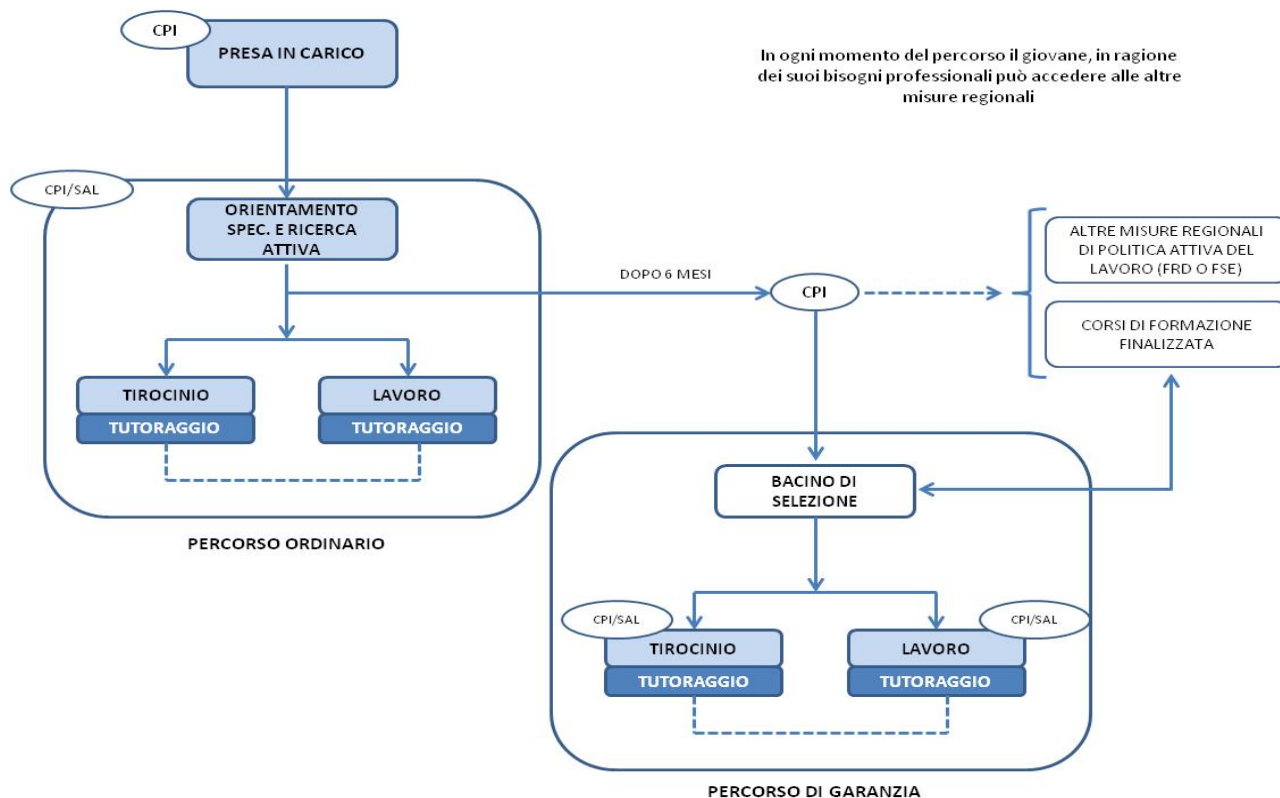 CPI
PRESA IN CARICO
In ogni momento del percorso il giovane, in ragione
dei suoi bisogni professionali può accedere alle altre
misure regionali
CPI/SAL
ORIENTAMENTO
SPEC. E RICERCA
ATTIVA
DOPO 6 MESI
CPI
ALTRE MISURE REGIONALI
DI POLITICA ATTIVA DEL
LAVORO (FRD O FSE)
CORSI DI FORMAZIONE
FINALIZZATA
TIROCINIO
TUTORAGGIO
LAVORO
TUTORAGGIO
PERCORSO ORDINARIO
BACINO DI
SELEZIONE
CPI/SAL
TIROCINIO
TUTORAGGIO
CPI/SAL
LAVORO
TUTORAGGIO
PERCORSO DI GARANZIA